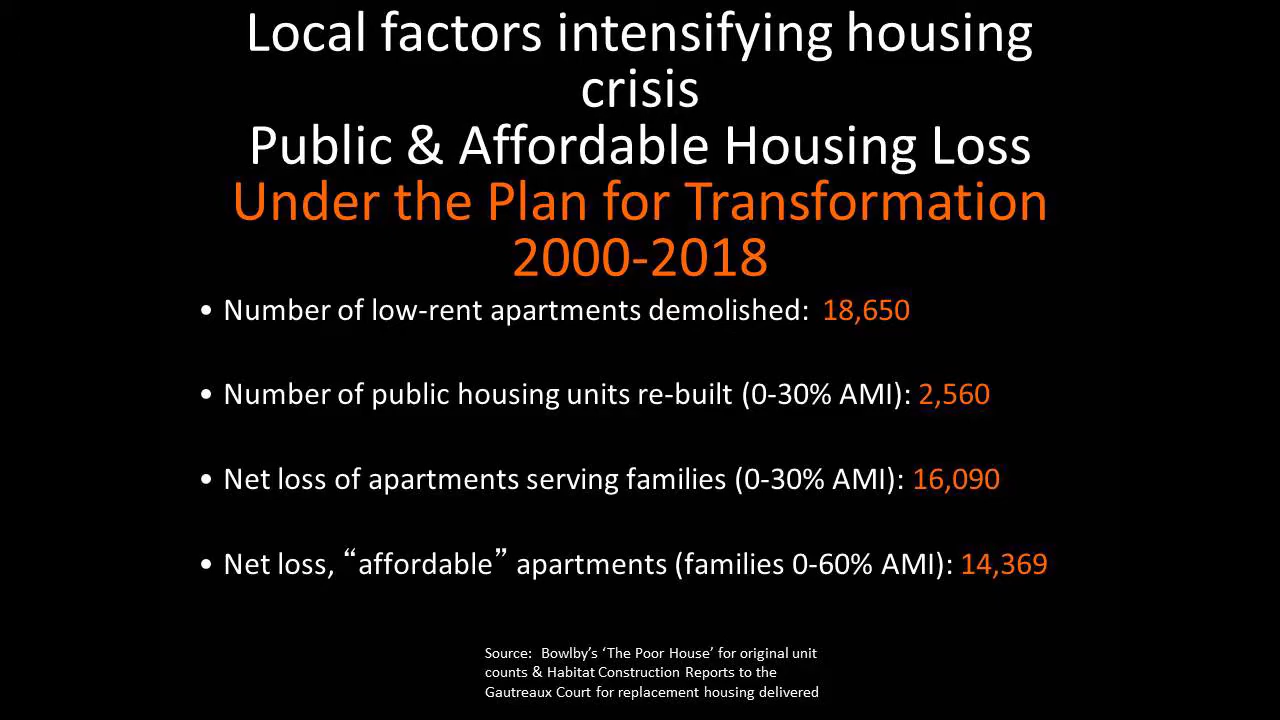 Local factors intensifying housing
crisis
Public & Affordable Housing Loss
Under the Plan for Transformation
2000-2018
• Number of low-rent apartments demolished:  18,650
• Number of public housing units re-built (0-30% AMI): 2,560
• Net loss of apartments serving families (0-30% AMI): 16,090
• Net loss, “affordable” apartments (families 0-60% AMI): 14,369
Source:  Bowlby’s ‘The Poor House’ for original unit
counts & Habitat Construction Reports to the
Gautreaux Court for replacement housing delivered